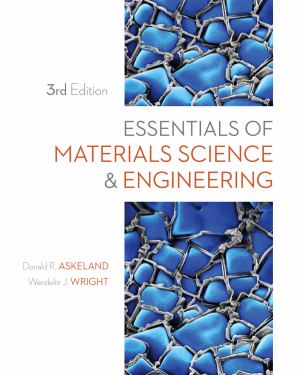 3rd Edition
ESSENTIALS OF
MATERIALS SCIENCE
& ENGINEERING
Donald R. ASKELAND
Wendelin J. WRIGHT